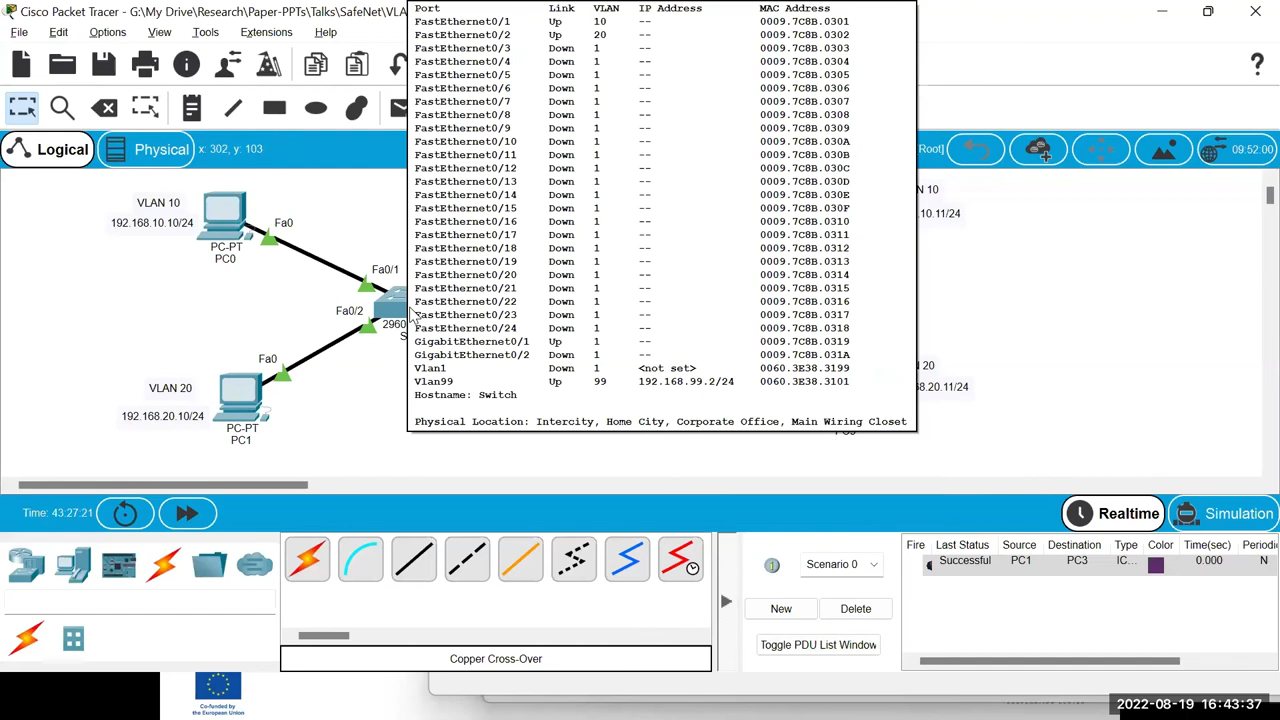 Cisco Packet Tracer - G:\My Drive\Research\Paper-PPTs\Talks\SafeNet\VLAN
File Edit Options View Tools Extensions Help
Logical Physical x: 302, y: 103
[Root] 09:52:00
Port Link VLAN IP Address MAC Address
FastEthernet0/1 Up 10 -- 0009.7C8B.0301
FastEthernet0/2 Up 20 -- 0009.7C8B.0302
FastEthernet0/3 Down 1 -- 0009.7C8B.0303
FastEthernet0/4 Down 1 -- 0009.7C8B.0304
FastEthernet0/5 Down 1 -- 0009.7C8B.0305
FastEthernet0/6 Down 1 -- 0009.7C8B.0306
FastEthernet0/7 Down 1 -- 0009.7C8B.0307
FastEthernet0/8 Down 1 -- 0009.7C8B.0308
FastEthernet0/9 Down 1 -- 0009.7C8B.0309
FastEthernet0/10 Down 1 -- 0009.7C8B.030A
FastEthernet0/11 Down 1 -- 0009.7C8B.030B
FastEthernet0/12 Down 1 -- 0009.7C8B.030C
FastEthernet0/13 Down 1 -- 0009.7C8B.030D
FastEthernet0/14 Down 1 -- 0009.7C8B.030E
FastEthernet0/15 Down 1 -- 0009.7C8B.030F
FastEthernet0/16 Down 1 -- 0009.7C8B.0310
FastEthernet0/17 Down 1 -- 0009.7C8B.0311
FastEthernet0/18 Down 1 -- 0009.7C8B.0312
FastEthernet0/19 Down 1 -- 0009.7C8B.0313
FastEthernet0/20 Down 1 -- 0009.7C8B.0314
FastEthernet0/21 Down 1 -- 0009.7C8B.0315
FastEthernet0/22 Down 1 -- 0009.7C8B.0316
FastEthernet0/23 Down 1 -- 0009.7C8B.0317
FastEthernet0/24 Down 1 -- 0009.7C8B.0318
GigabitEthernet0/1 Up 1 -- 0009.7C8B.0319
GigabitEthernet0/2 Down 1 -- 0009.7C8B.031A
Vlan1 Down 1 <not set> 0060.3E38.3199
Vlan99 Up 99 192.168.99.2/24 0060.3E38.3101
Hostname: Switch
Physical Location: Intercity, Home City, Corporate Office, Main Wiring Closet
VLAN 10
192.168.10.10/24
Fa0
PC-PT
PC0
Fa0/1
Fa0/2
2960
Fa0
VLAN 20
192.168.20.10/24
PC-PT
PC1
10
.10.11/24
20
.20.11/24
Time: 43:27:21
Realtime Simulation
Copper Cross-Over
Scenario 0
New Delete
Toggle PDU List Window
Fire Last Status Source Destination Type Color Time(sec) Periodi
Successful PC1 PC3 IC... 0.000 N
Co-funded by
the European Union
2022-08-19 16:43:37